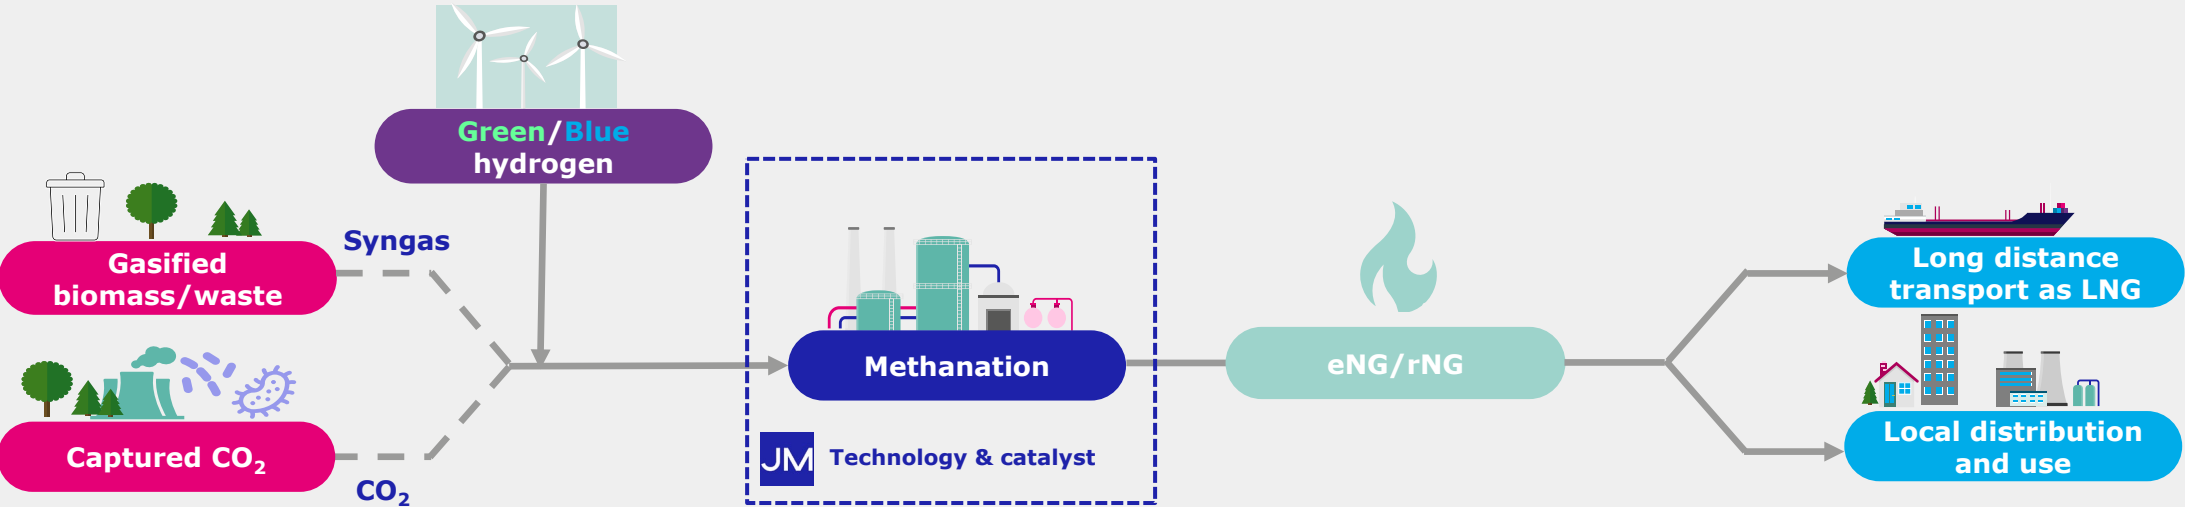 Green/Blue
hydrogen
Gasified
biomass/waste
Syngas
Captured CO₂
CO₂
Methanation
JM
Technology & catalyst
eNG/rNG
Long distance
transport as LNG
Local distribution
and use